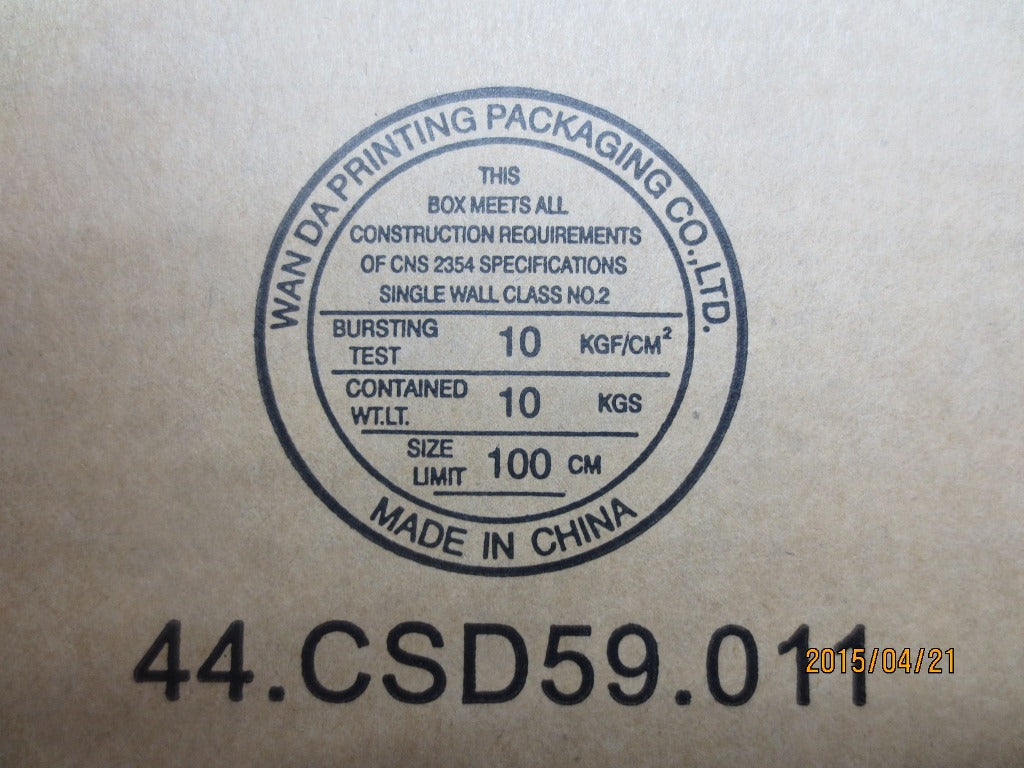 WAN DA PRINTING PACKAGING CO.,LTD.
THIS
BOX MEETS ALL
CONSTRUCTION REQUIREMENTS
OF CNS 2354 SPECIFICATIONS
SINGLE WALL CLASS NO.2
BURSTING TEST 10 KGF/CM²
CONTAINED WT.LT. 10 KGS
SIZE LIMIT 100 CM
MADE IN CHINA
44.CSD59.011
2015/04/21